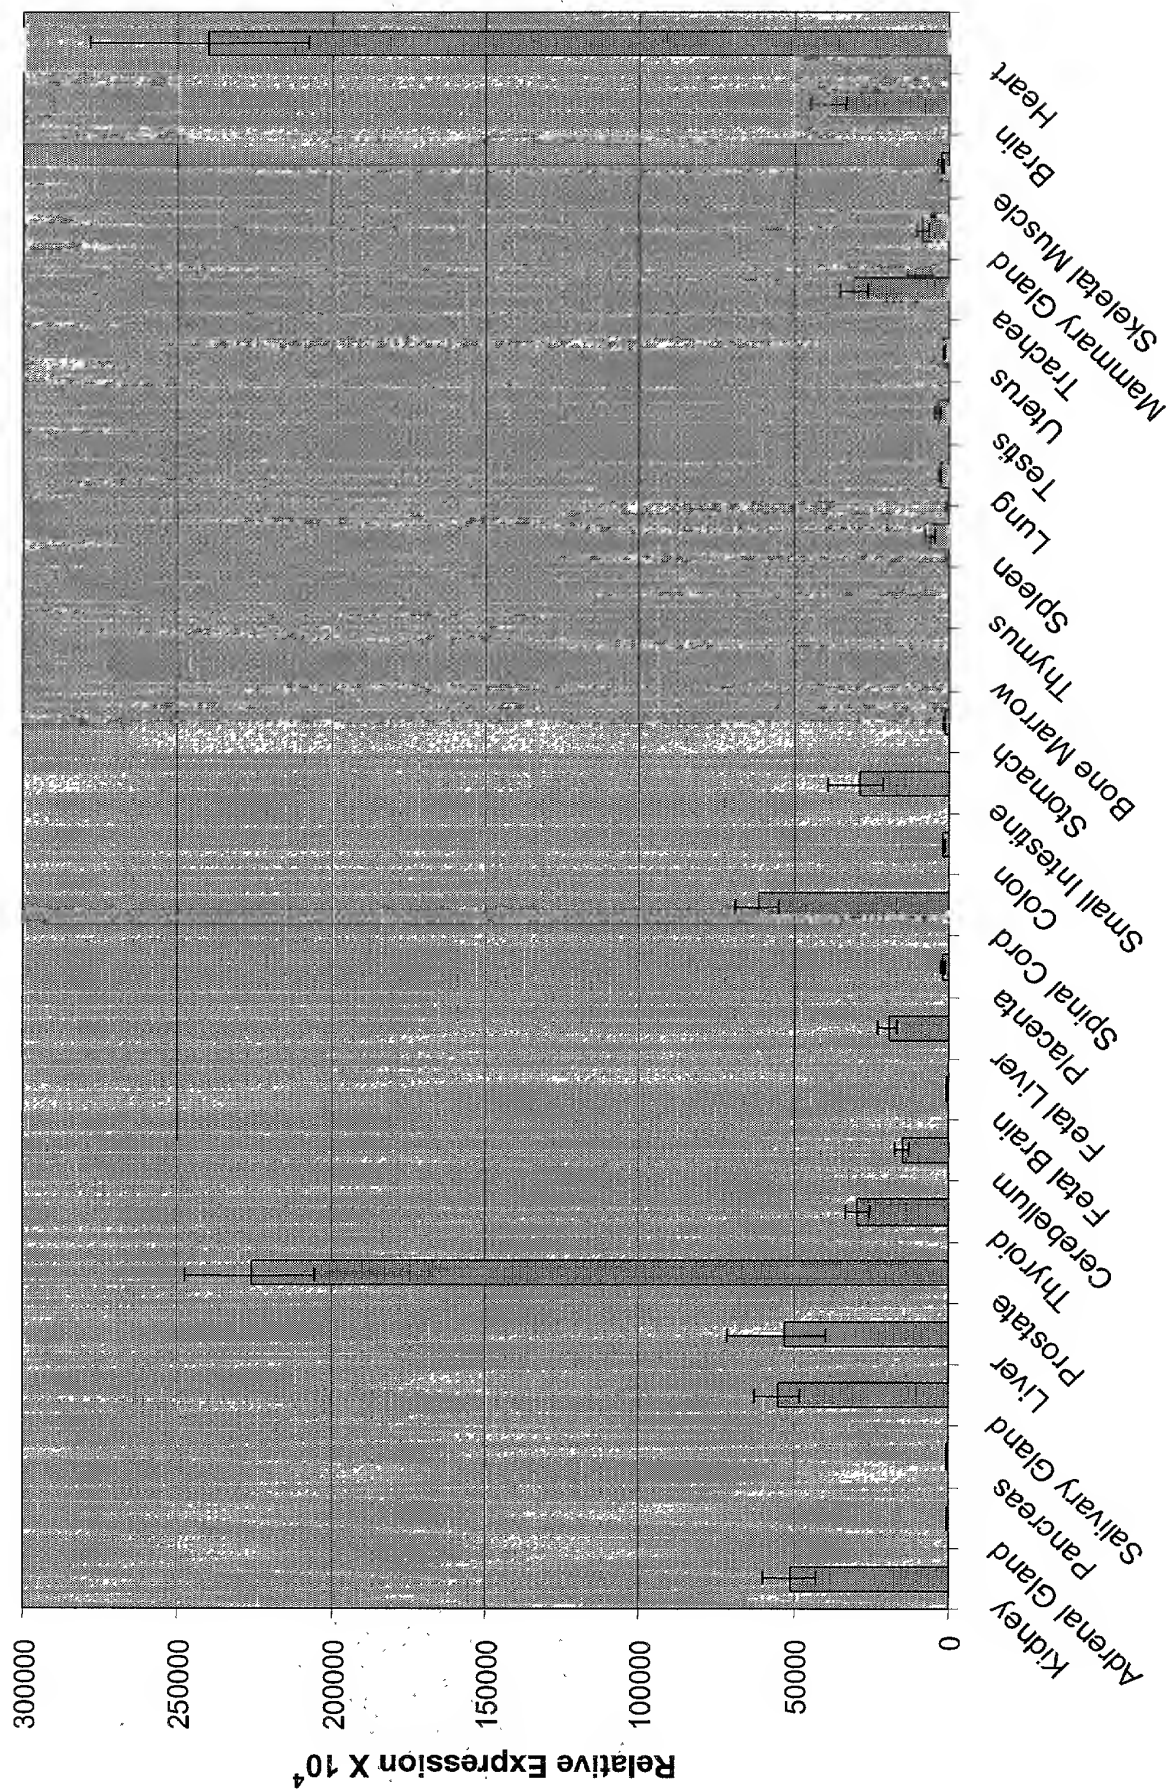 Relative Expression X 10⁴
300000
250000
200000
150000
100000
50000
0
Kidney
Adrenal Gland
Pancreas
Salivary Gland
Liver
Prostate
Thyroid
Cerebellum
Fetal Brain
Fetal Liver
Placenta
Spinal Cord
Colon
Small Intestine
Stomach
Bone Marrow
Thymus
Spleen
Lung
Testis
Uterus
Trachea
Mammary Gland
Skeletal Muscle
Brain
Heart